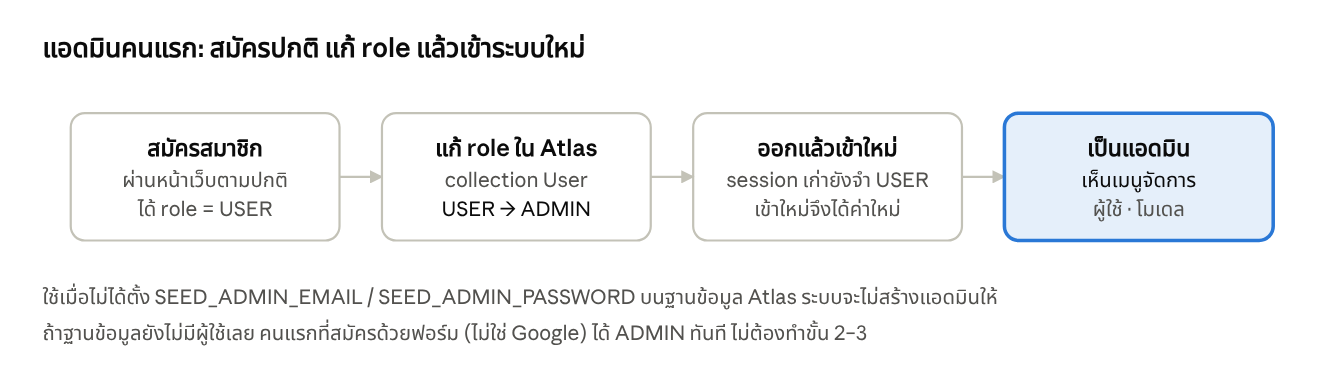 แอดมินคนแรก: สมัครปกติ แก้ role แล้วเข้าระบบใหม่
สมัครสมาชิก
ผ่านหน้าเว็บตามปกติ
ได้ role = USER
แก้ role ใน Atlas
collection User
USER → ADMIN
ออกแล้วเข้าใหม่
session เก่ายังจำ USER
เข้าใหม่จึงได้ค่าใหม่
เป็นแอดมิน
เห็นเมนูจัดการ
ผู้ใช้ · โมเดล
ใช้เมื่อไม่ได้ตั้ง SEED_ADMIN_EMAIL / SEED_ADMIN_PASSWORD บนฐานข้อมูล Atlas ระบบจะไม่สร้างแอดมินให้
ถ้าฐานข้อมูลยังไม่มีผู้ใช้เลย คนแรกที่สมัครด้วยฟอร์ม (ไม่ใช่ Google) ได้ ADMIN ทันที ไม่ต้องทำขั้น 2–3